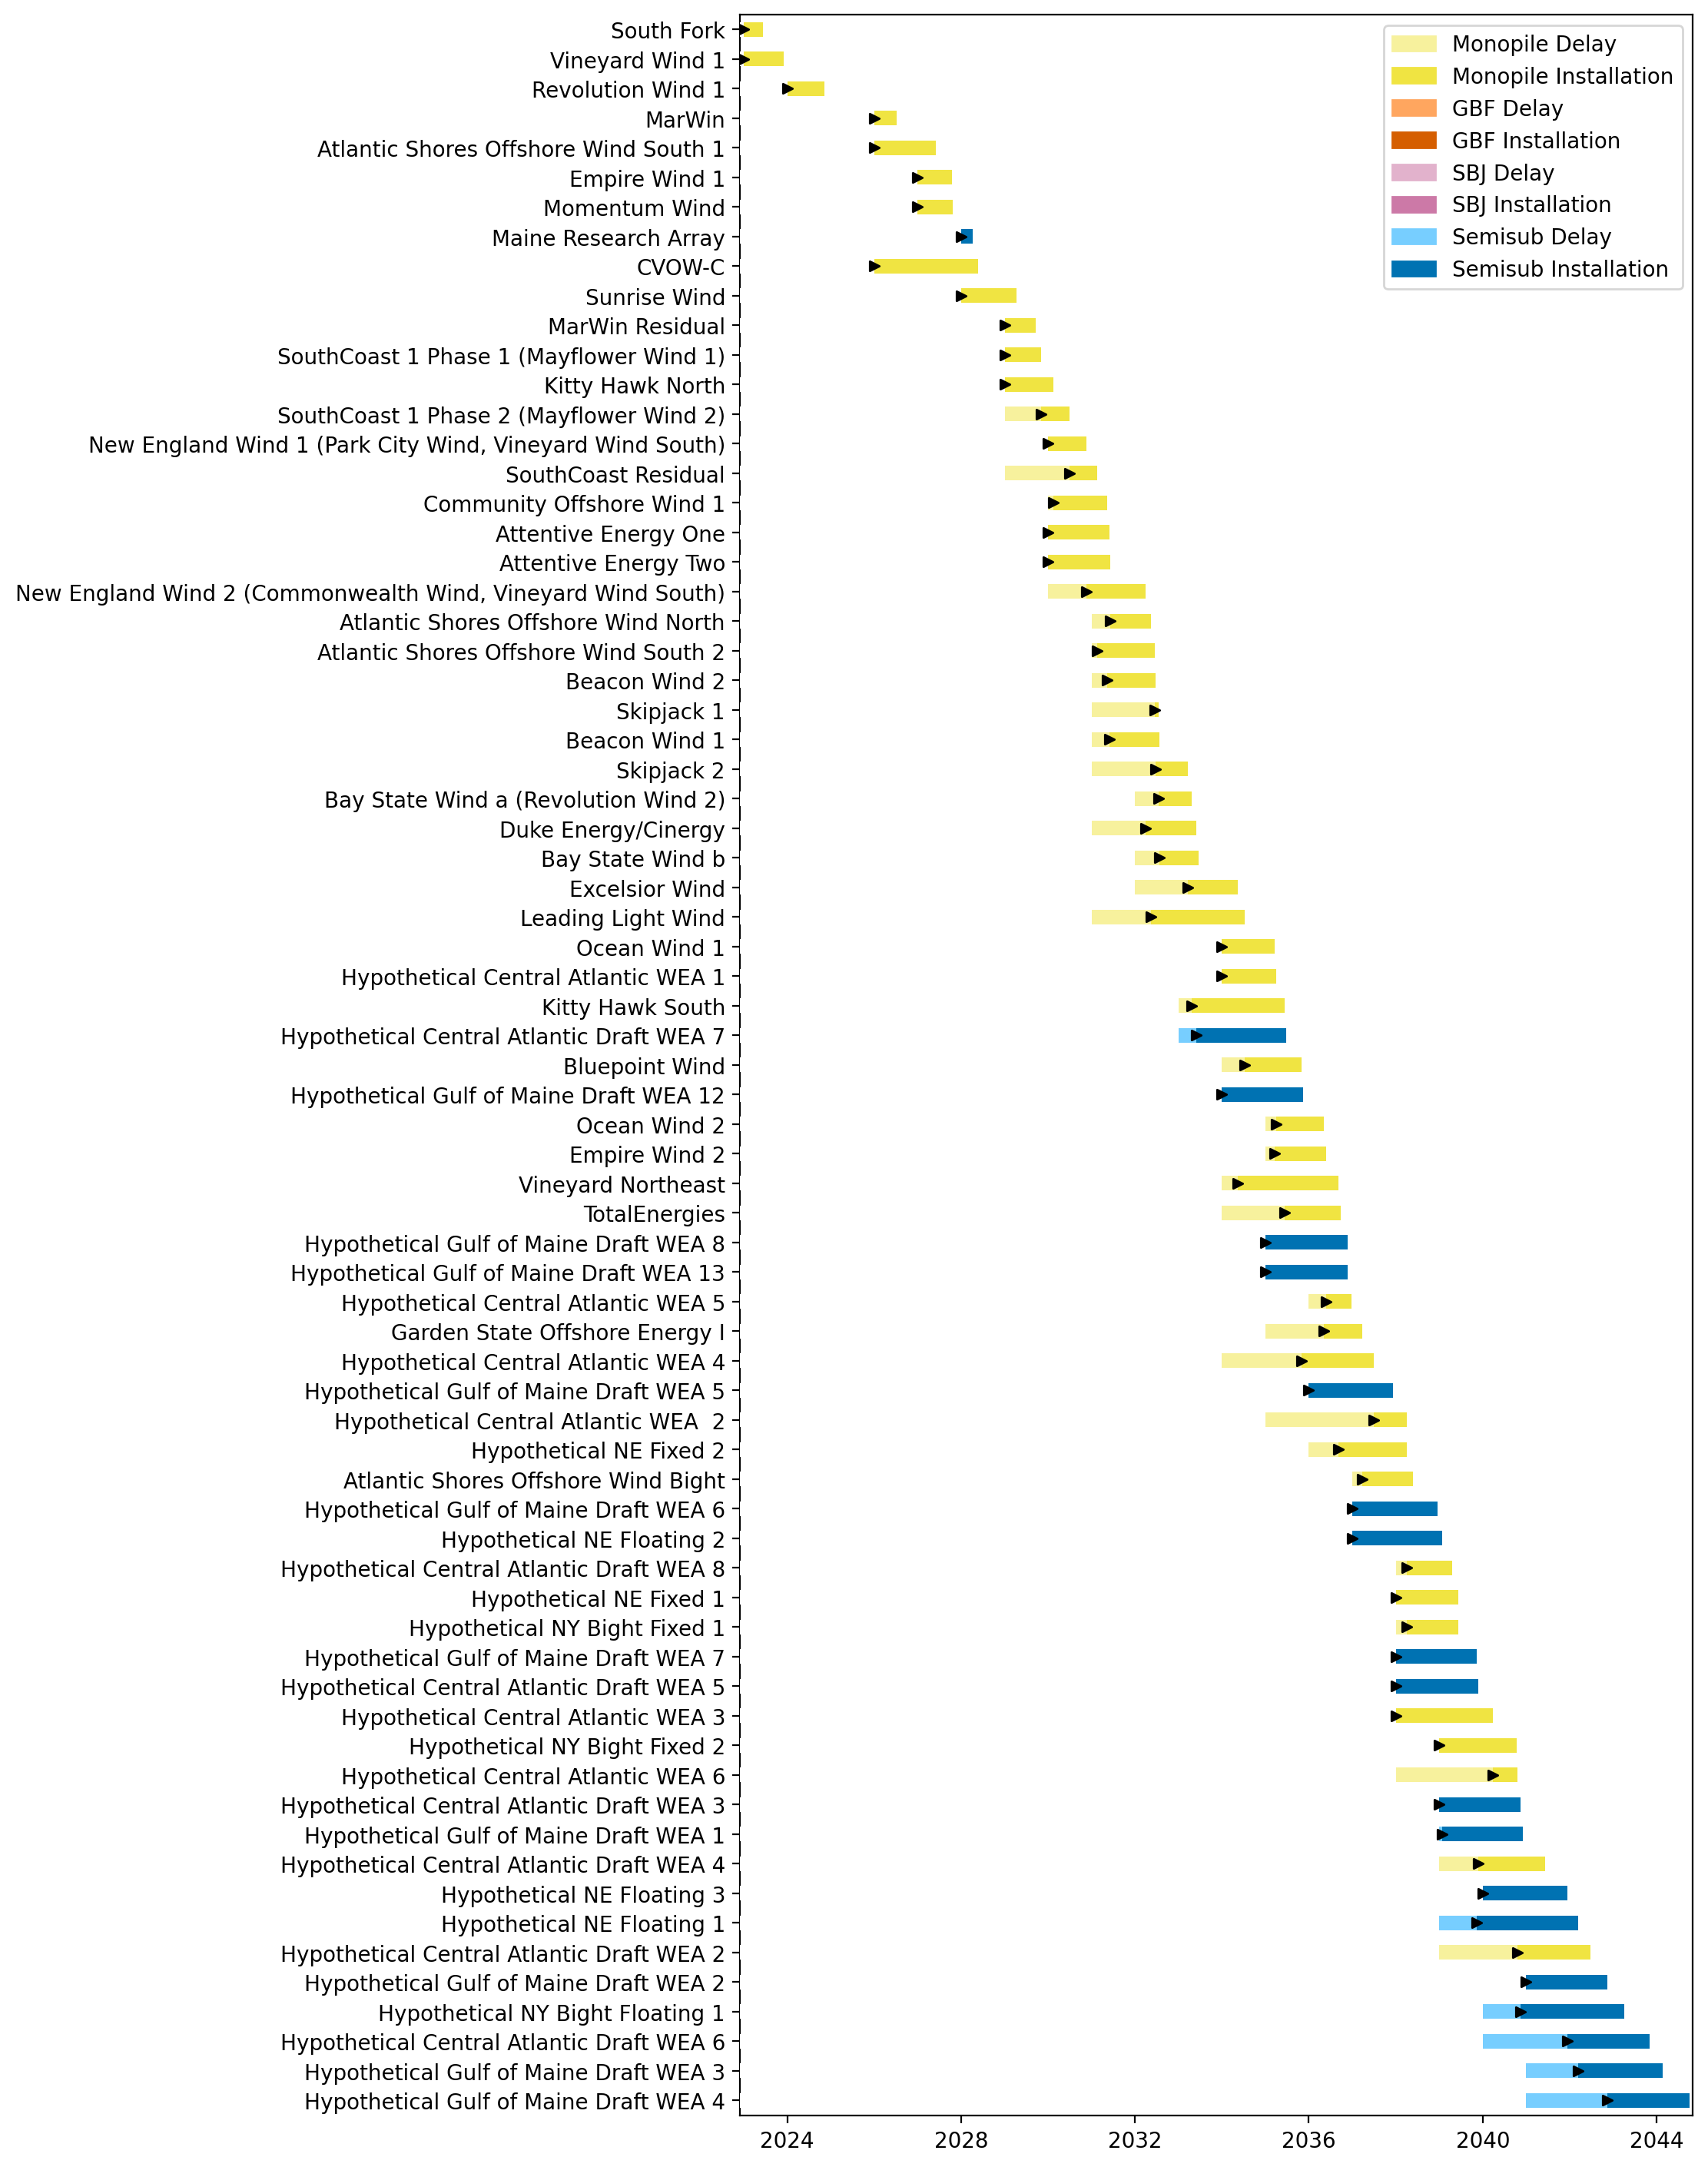 South Fork
Vineyard Wind 1
Revolution Wind 1
MarWin
Atlantic Shores Offshore Wind South 1
Empire Wind 1
Momentum Wind
Maine Research Array
CVOW-C
Sunrise Wind
MarWin Residual
SouthCoast 1 Phase 1 (Mayflower Wind 1)
Kitty Hawk North
SouthCoast 1 Phase 2 (Mayflower Wind 2)
New England Wind 1 (Park City Wind, Vineyard Wind South)
SouthCoast Residual
Community Offshore Wind 1
Attentive Energy One
Attentive Energy Two
New England Wind 2 (Commonwealth Wind, Vineyard Wind South)
Atlantic Shores Offshore Wind North
Atlantic Shores Offshore Wind South 2
Beacon Wind 2
Skipjack 1
Beacon Wind 1
Skipjack 2
Bay State Wind a (Revolution Wind 2)
Duke Energy/Cinergy
Bay State Wind b
Excelsior Wind
Leading Light Wind
Ocean Wind 1
Hypothetical Central Atlantic WEA 1
Kitty Hawk South
Hypothetical Central Atlantic Draft WEA 7
Bluepoint Wind
Hypothetical Gulf of Maine Draft WEA 12
Ocean Wind 2
Empire Wind 2
Vineyard Northeast
TotalEnergies
Hypothetical Gulf of Maine Draft WEA 8
Hypothetical Gulf of Maine Draft WEA 13
Hypothetical Central Atlantic WEA 5
Garden State Offshore Energy I
Hypothetical Central Atlantic WEA 4
Hypothetical Gulf of Maine Draft WEA 5
Hypothetical Central Atlantic WEA  2
Hypothetical NE Fixed 2
Atlantic Shores Offshore Wind Bight
Hypothetical Gulf of Maine Draft WEA 6
Hypothetical NE Floating 2
Hypothetical Central Atlantic Draft WEA 8
Hypothetical NE Fixed 1
Hypothetical NY Bight Fixed 1
Hypothetical Gulf of Maine Draft WEA 7
Hypothetical Central Atlantic Draft WEA 5
Hypothetical Central Atlantic WEA 3
Hypothetical NY Bight Fixed 2
Hypothetical Central Atlantic WEA 6
Hypothetical Central Atlantic Draft WEA 3
Hypothetical Gulf of Maine Draft WEA 1
Hypothetical Central Atlantic Draft WEA 4
Hypothetical NE Floating 3
Hypothetical NE Floating 1
Hypothetical Central Atlantic Draft WEA 2
Hypothetical Gulf of Maine Draft WEA 2
Hypothetical NY Bight Floating 1
Hypothetical Central Atlantic Draft WEA 6
Hypothetical Gulf of Maine Draft WEA 3
Hypothetical Gulf of Maine Draft WEA 4
Monopile Delay
Monopile Installation
GBF Delay
GBF Installation
SBJ Delay
SBJ Installation
Semisub Delay
Semisub Installation
2024 2028 2032 2036 2040 2044